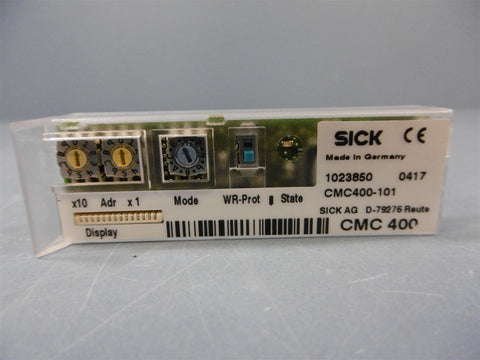 SICK CE
Made in Germany
1023850 0417
CMC400-101
x10 Adr x1 Mode WR-Prot State
SICK AG D-79276 Reute
Display
CMC 400